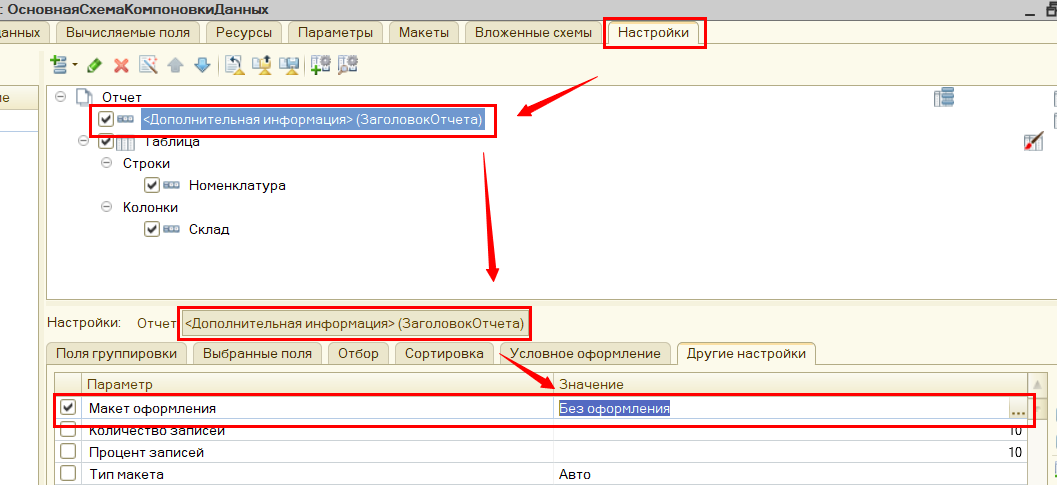 : ОсновнаяСхемаКомпоновкиДанных
данных Вычисляемые поля Ресурсы Параметры Макеты Вложенные схемы Настройки
ие
Отчет
<Дополнительная информация> (ЗаголовокОтчета)
Таблица
Строки
Номенклатура
Колонки
Склад
Настройки: Отчет <Дополнительная информация> (ЗаголовокОтчета)
Поля группировки Выбранные поля Отбор Сортировка Условное оформление Другие настройки
Параметр Значение
Макет оформления Без оформления ...
Количество записей 10
Процент записей 10
Тип макета Авто